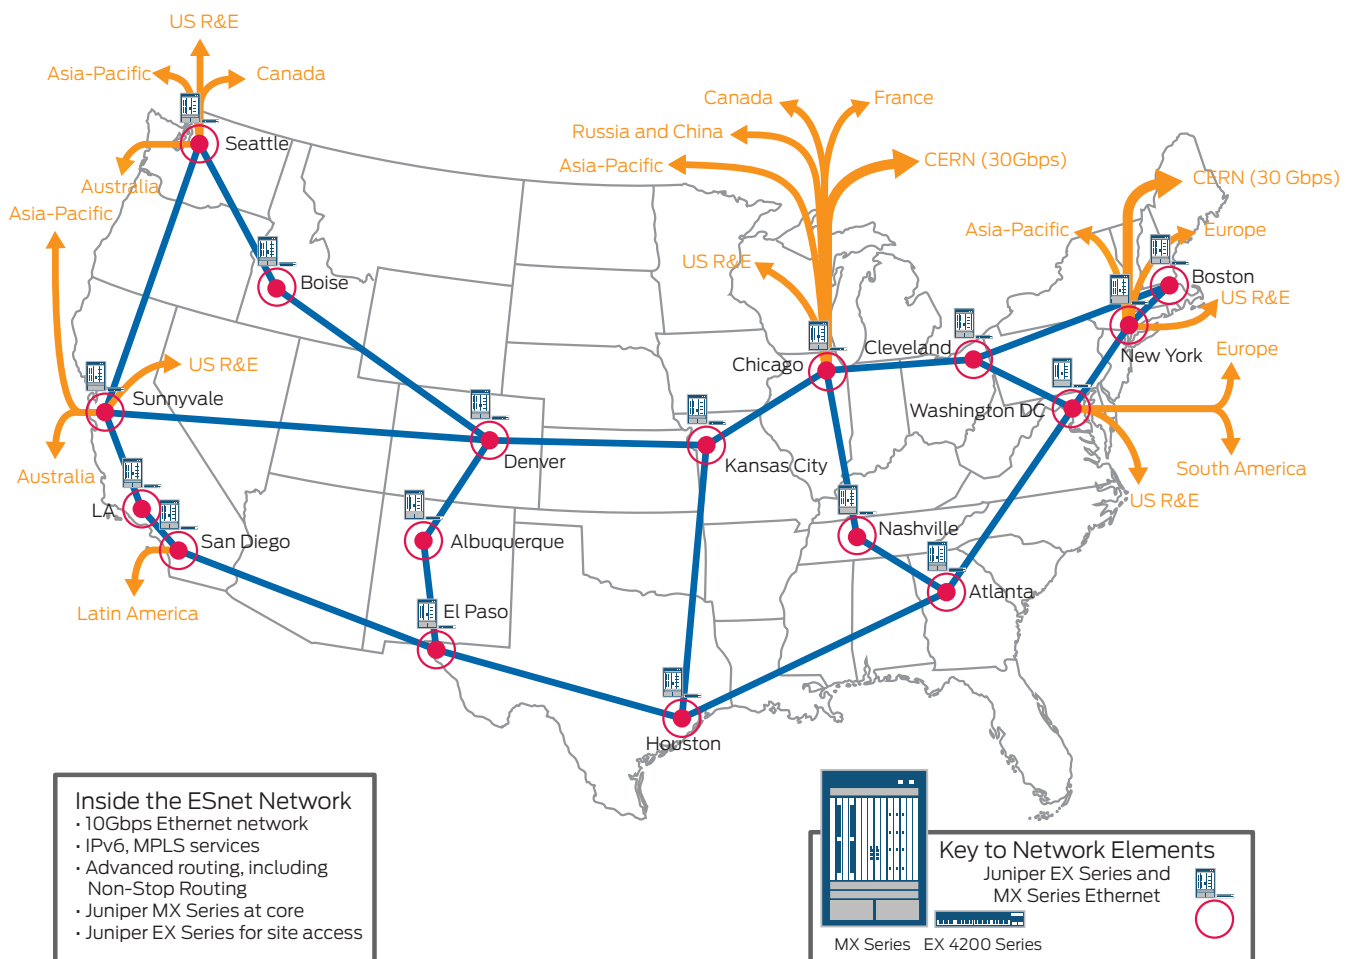 US R&E
Asia-Pacific
Canada
Seattle
Australia
Asia-Pacific
Boise
US R&E
Sunnyvale
Australia
LA
San Diego
Latin America
Denver
Albuquerque
El Paso
Canada
France
Russia and China
Asia-Pacific
CERN (30Gbps)
US R&E
Chicago
Cleveland
Kansas City
Nashville
Atlanta
Houston
CERN (30 Gbps)
Asia-Pacific
Europe
Boston
US R&E
New York
Europe
Washington DC
South America
US R&E
Inside the ESnet Network
· 10Gbps Ethernet network
· IPv6, MPLS services
· Advanced routing, including
Non-Stop Routing
· Juniper MX Series at core
· Juniper EX Series for site access
Key to Network Elements
Juniper EX Series and
MX Series Ethernet
MX Series
EX 4200 Series